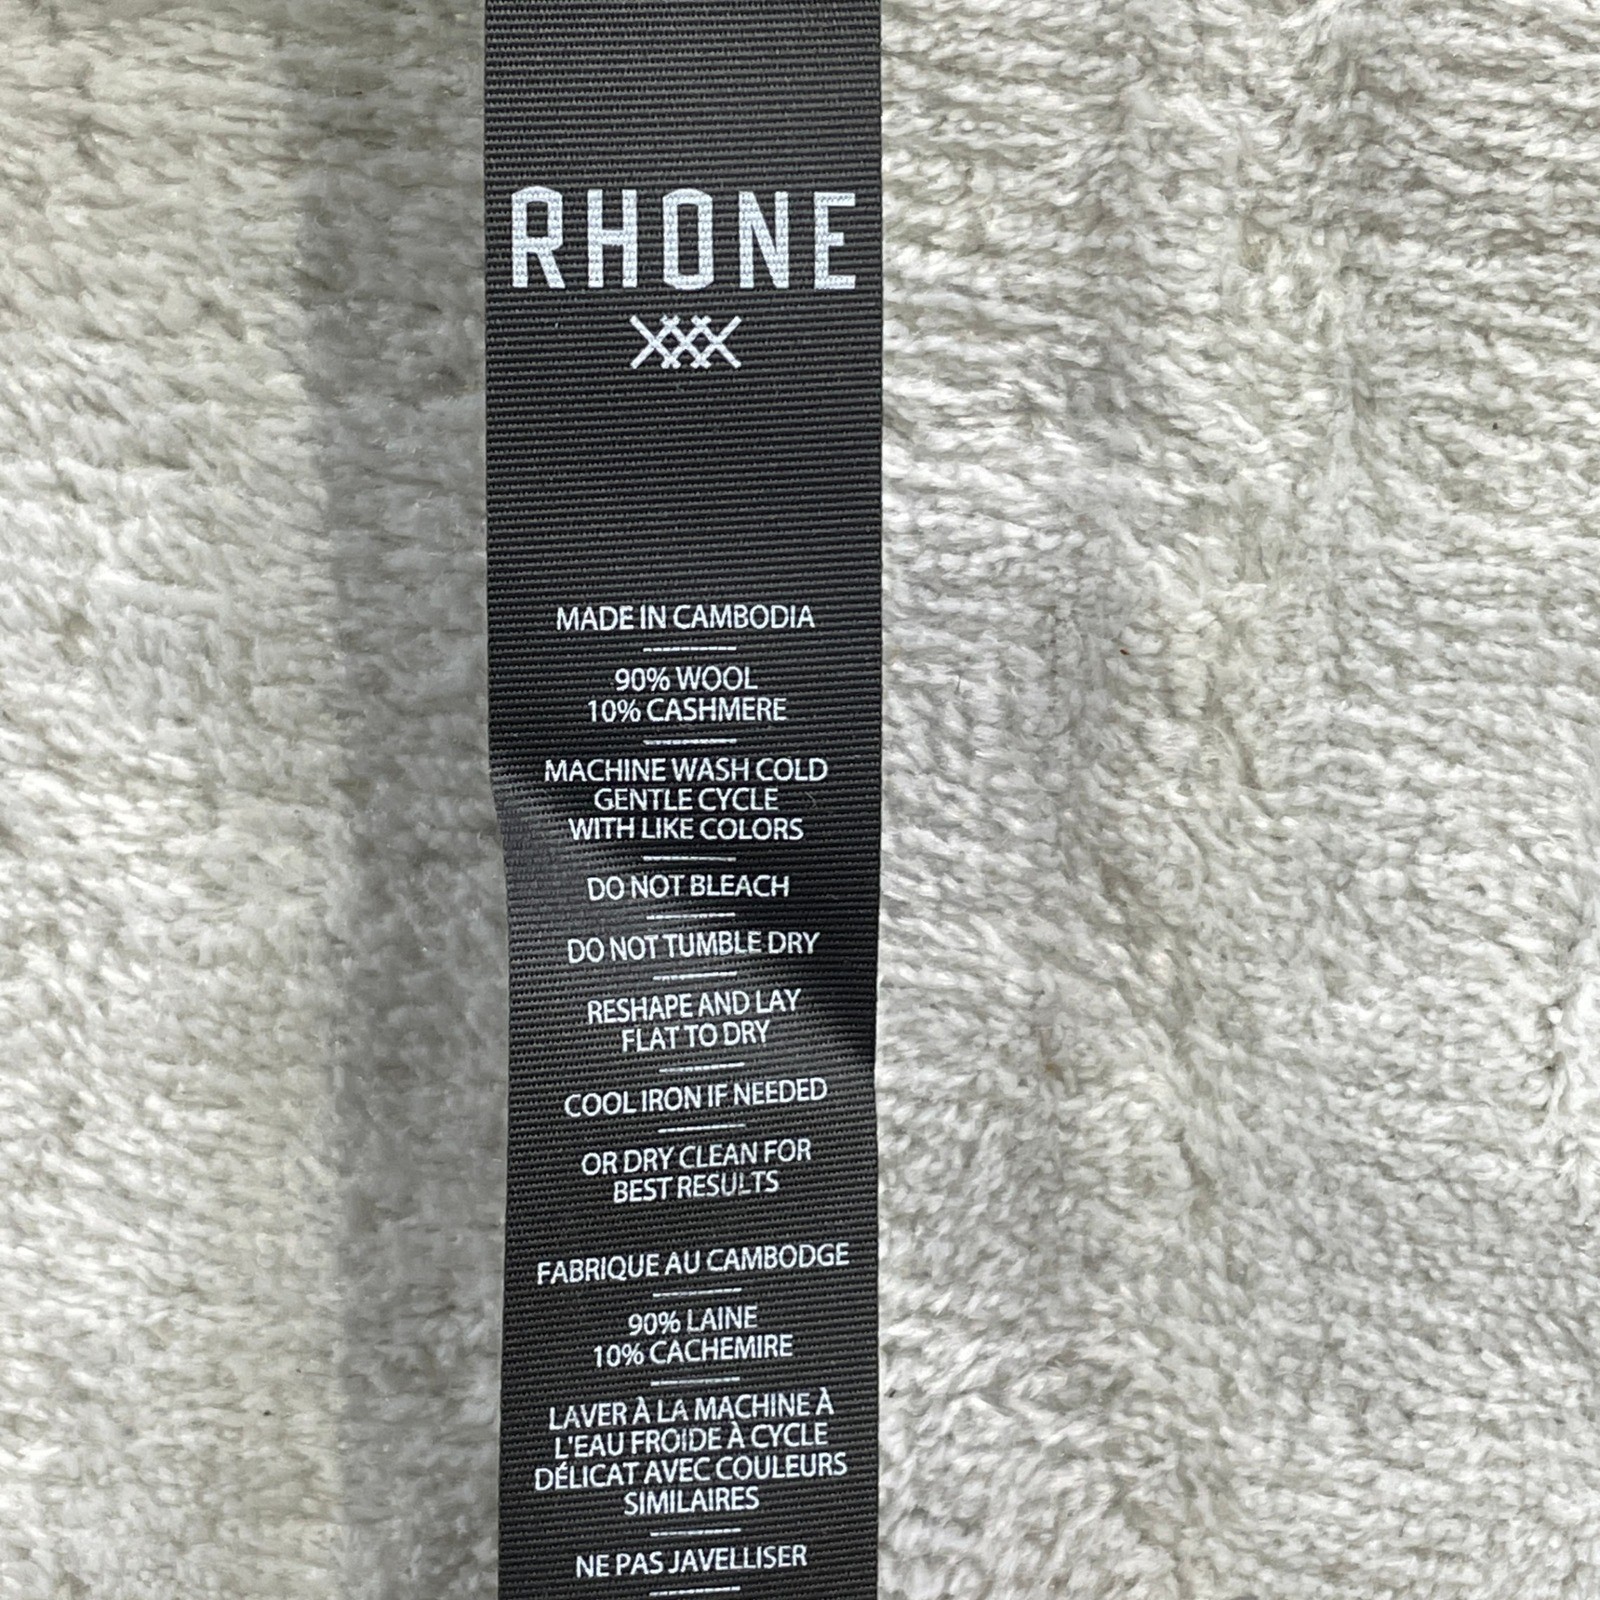 RHONE
MADE IN CAMBODIA
90% WOOL
10% CASHMERE
MACHINE WASH COLD
GENTLE CYCLE
WITH LIKE COLORS
DO NOT BLEACH
DO NOT TUMBLE DRY
RESHAPE AND LAY
FLAT TO DRY
COOL IRON IF NEEDED
OR DRY CLEAN FOR
BEST RESULTS
FABRIQUE AU CAMBODGE
90% LAINE
10% CACHEMIRE
LAVER À LA MACHINE À
L'EAU FROIDE À CYCLE
DÉLICAT AVEC COULEURS
SIMILAIRES
NE PAS JAVELLISER